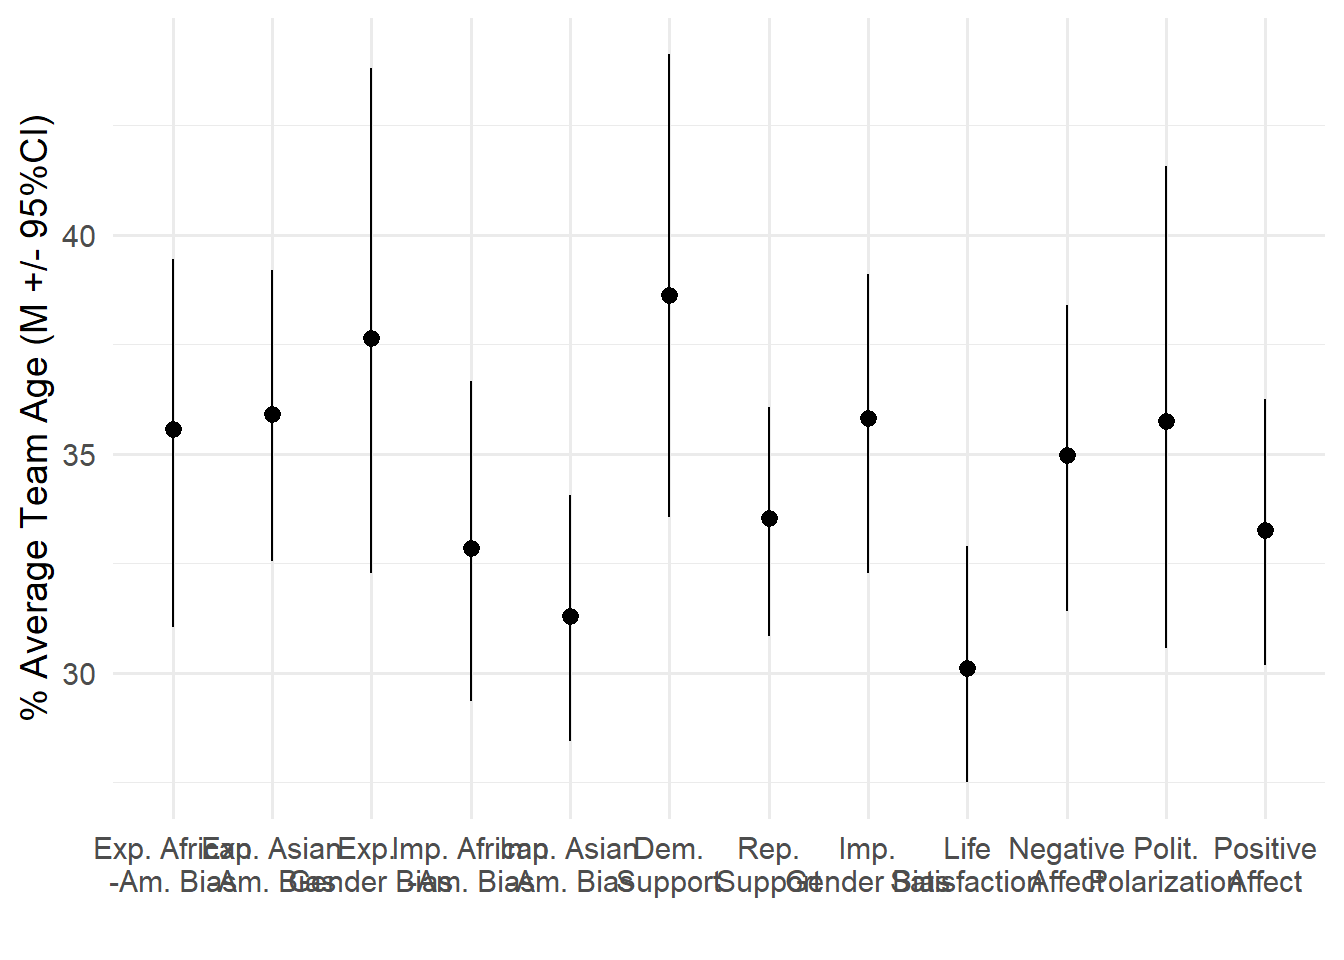 % Average Team Age (M +/- 95%CI)
40
35
30
Exp. African
-Am. Bias
Exp. Asian
-Am. Bias
Exp.
Gender Bias
Imp. African
-Am. Bias
Imp. Asian
-Am. Bias
Dem.
Support
Rep.
Support
Imp.
Gender Bias
Life
Satisfaction
Negative
Affect
Polit.
Polarization
Positive
Affect